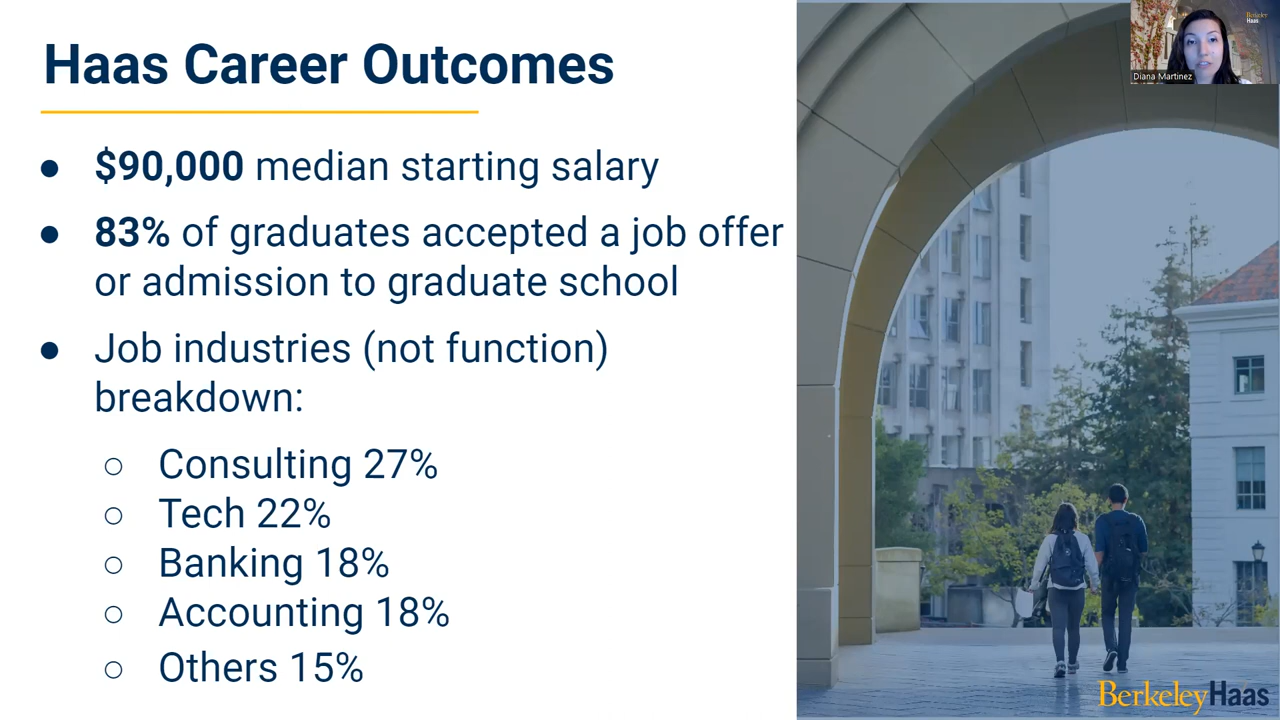 Haas Career Outcomes
● $90,000 median starting salary
● 83% of graduates accepted a job offer
or admission to graduate school
● Job industries (not function)
breakdown:
○ Consulting 27%
○ Tech 22%
○ Banking 18%
○ Accounting 18%
○ Others 15%
Berkeley
Haas
Diana Martinez
BerkeleyHaas